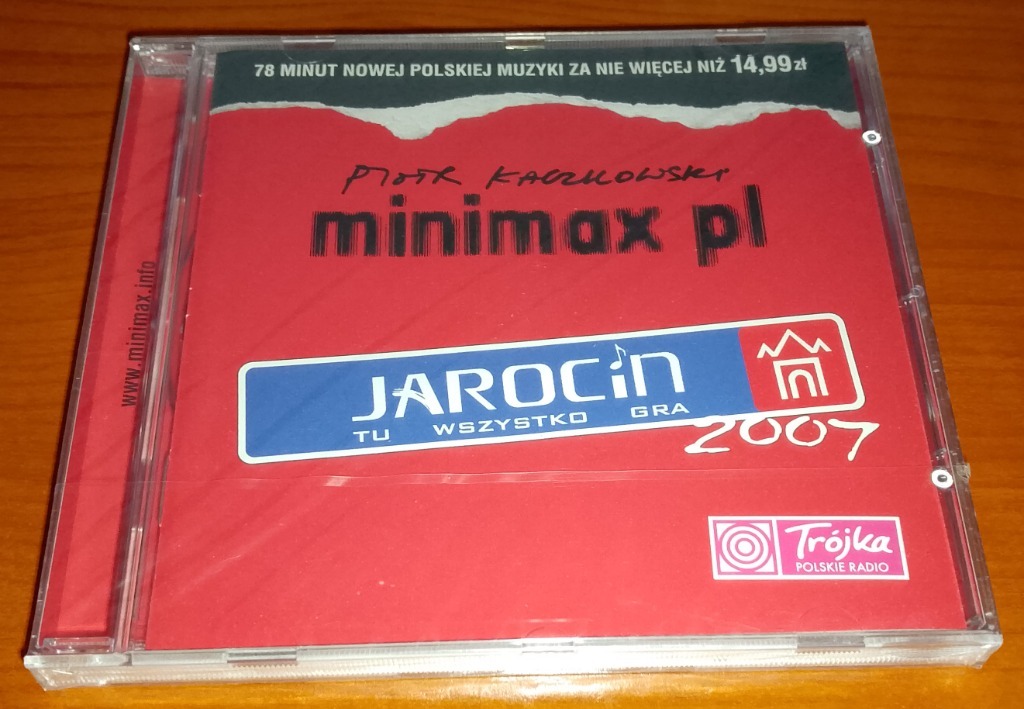 78 MINUT NOWEJ POLSKIEJ MUZYKI ZA NIE WIĘCEJ NIŻ 14,99 zł
PIOTR KACZKOWSKI
minimax pl
www.minimax.info
JAROCiN
TU WSZYSTKO GRA
2007
Trójka
POLSKIE RADIO